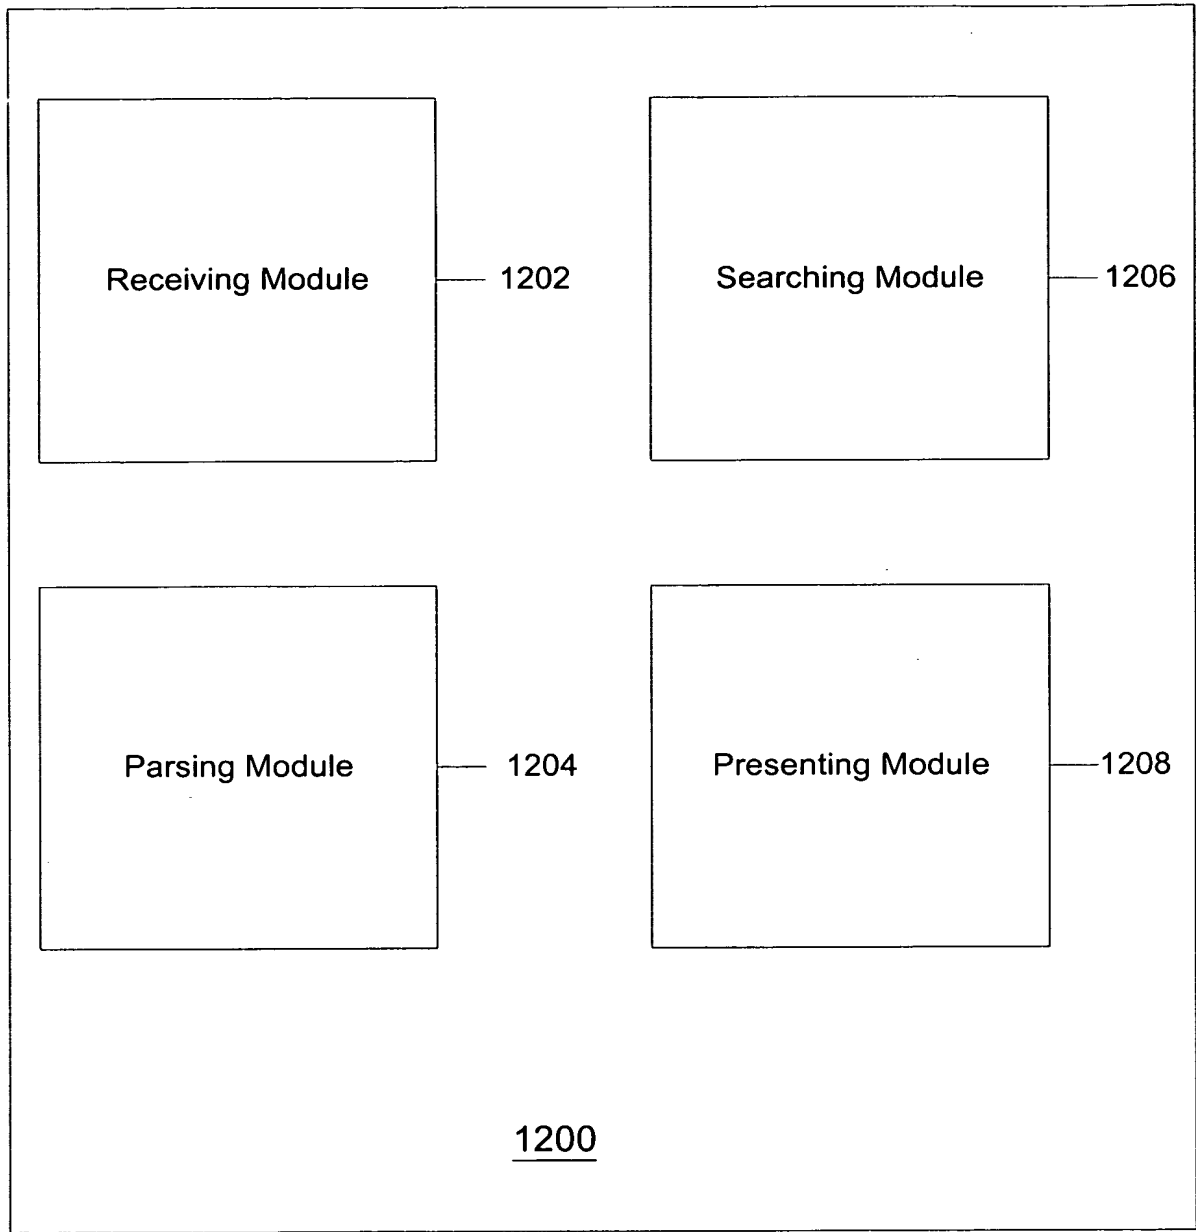 Receiving Module
1202
Searching Module
1206
Parsing Module
1204
Presenting Module
1208
1200